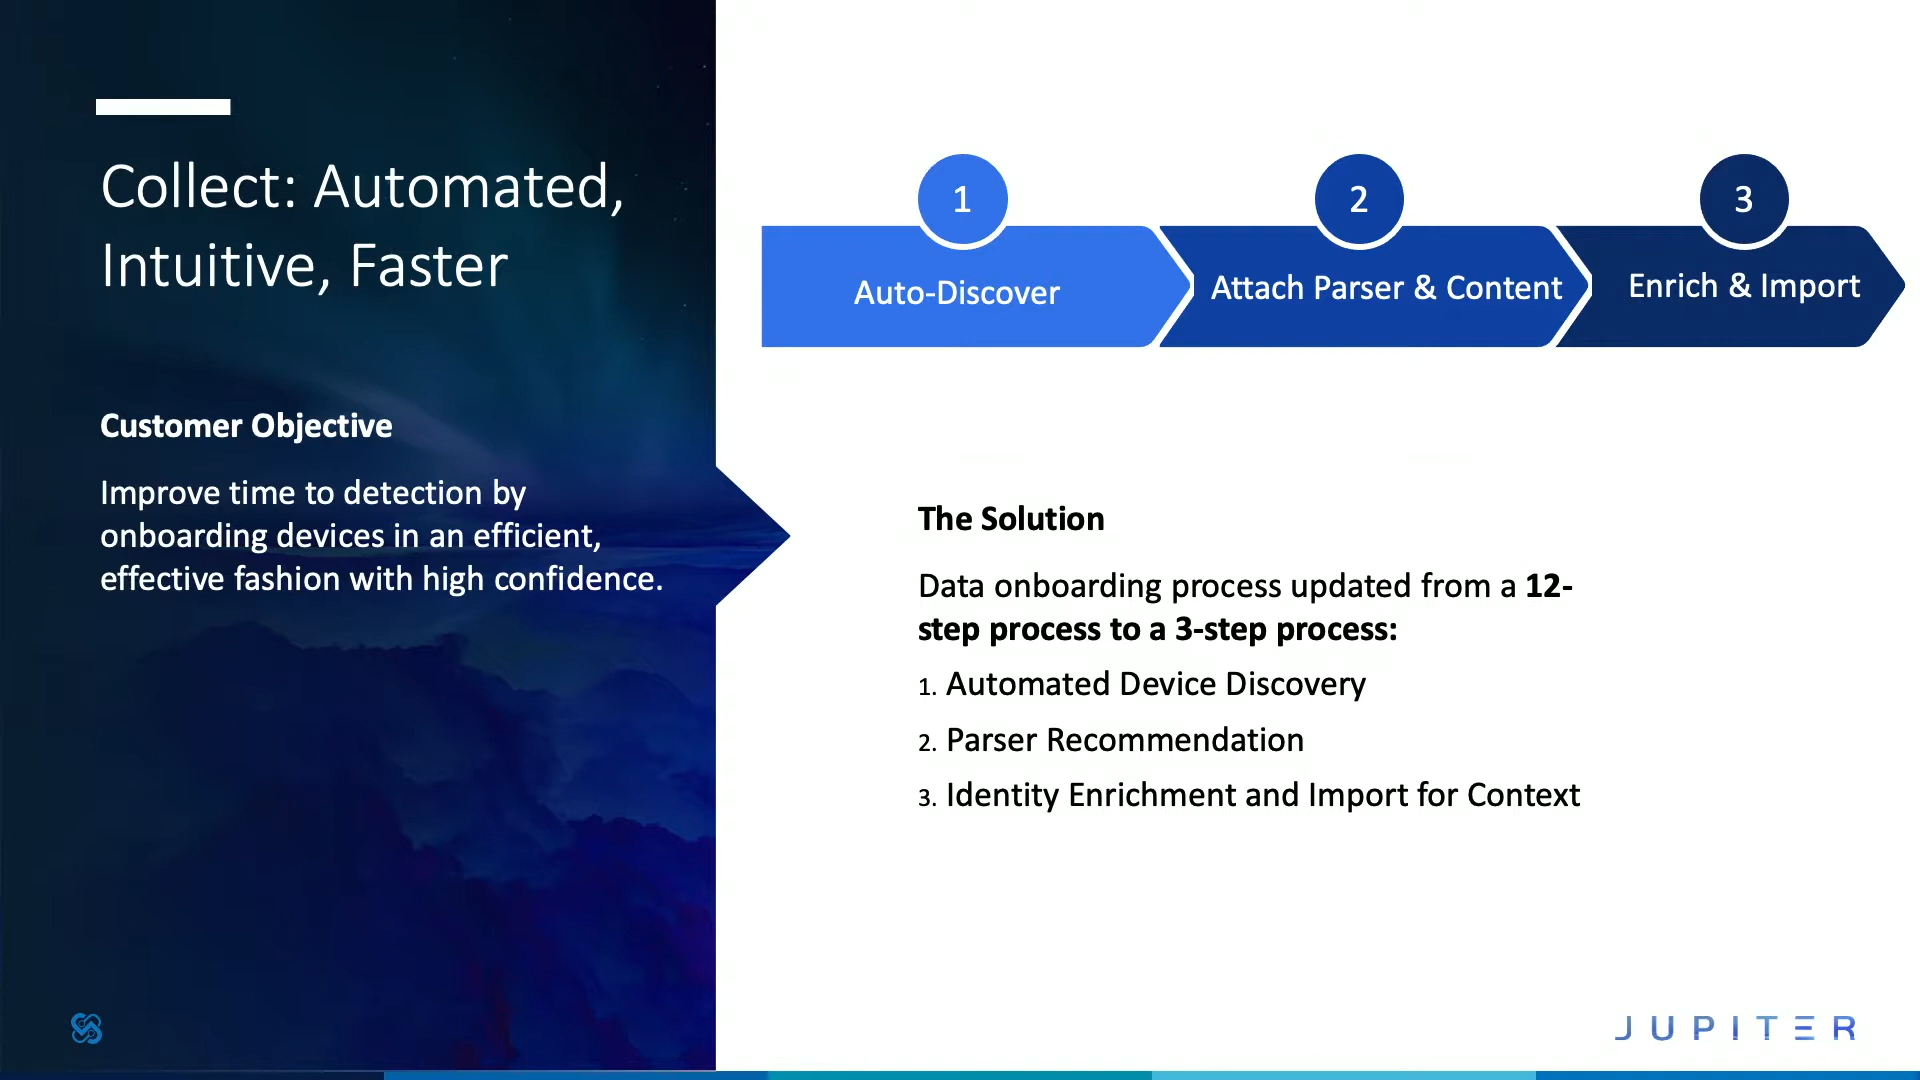 Collect: Automated,
Intuitive, Faster
Customer Objective
Improve time to detection by
onboarding devices in an efficient,
effective fashion with high confidence.
1
2
3
Auto-Discover
Attach Parser & Content
Enrich & Import
The Solution
Data onboarding process updated from a 12-
step process to a 3-step process:
1. Automated Device Discovery
2. Parser Recommendation
3. Identity Enrichment and Import for Context
JUPITER